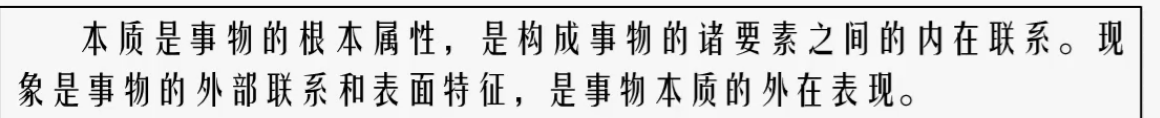 本质是事物的根本属性，是构成事物的诸要素之间的内在联系。现
象是事物的外部联系和表面特征，是事物本质的外在表现。